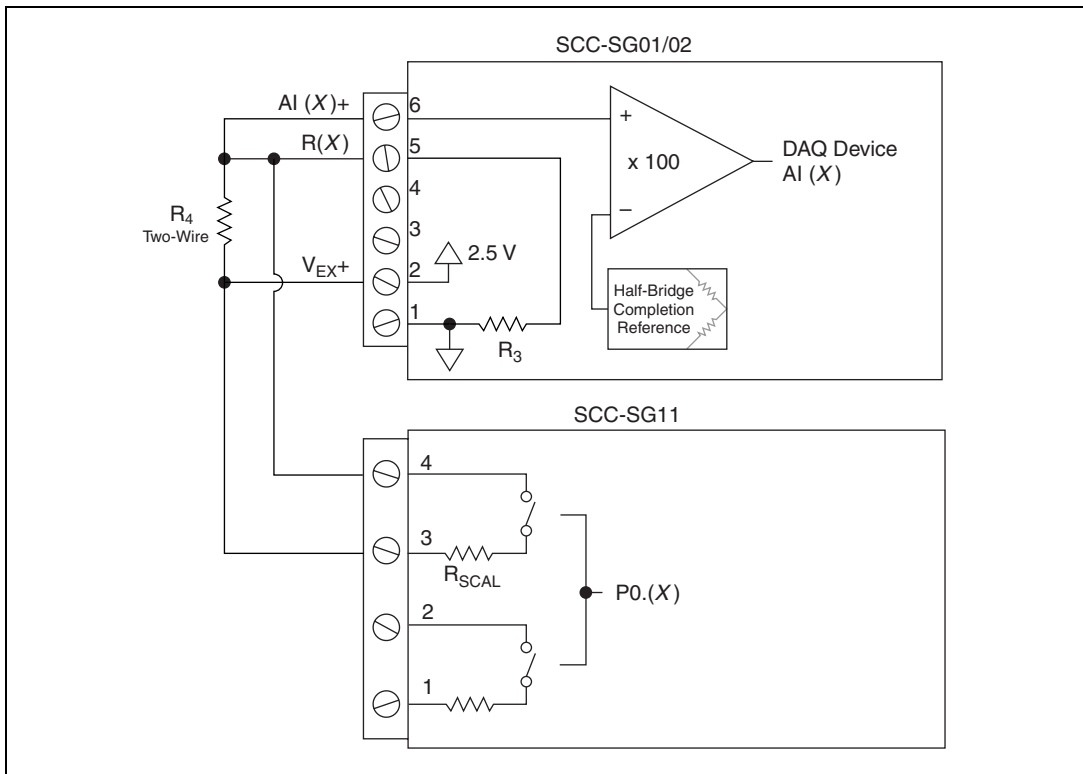 SCC-SG01/02
AI (X)+
6
+
R(X)
5
x 100
DAQ Device
AI (X)
4
–
R4
Two-Wire
3
2.5 V
VEX+
2
Half-Bridge
Completion
Reference
1
R3
SCC-SG11
4
3
RSCAL
P0.(X)
2
1